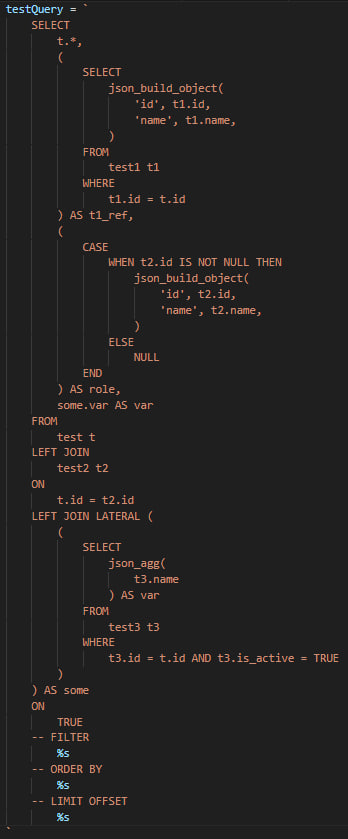 testQuery = `
SELECT
t.*,
(
SELECT
json_build_object(
'id', t1.id,
'name', t1.name,
)
FROM
test1 t1
WHERE
t1.id = t.id
) AS t1_ref,
(
CASE
WHEN t2.id IS NOT NULL THEN
json_build_object(
'id', t2.id,
'name', t2.name,
)
ELSE
NULL
END
) AS role,
some.var AS var
FROM
test t
LEFT JOIN
test2 t2
ON
t.id = t2.id
LEFT JOIN LATERAL (
(
SELECT
json_agg(
t3.name
) AS var
FROM
test3 t3
WHERE
t3.id = t.id AND t3.is_active = TRUE
)
) AS some
ON
TRUE
-- FILTER
%s
-- ORDER BY
%s
-- LIMIT OFFSET
%s
`